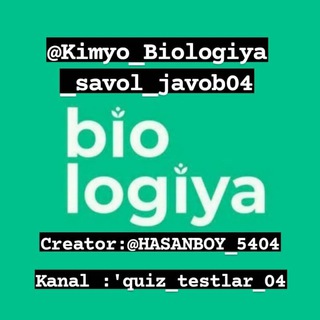 @Kimyo_Biologiya
_savol_javob04
bio
logiya
Creator:@HASANBOY_5404
Kanal :'quiz_testlar_04